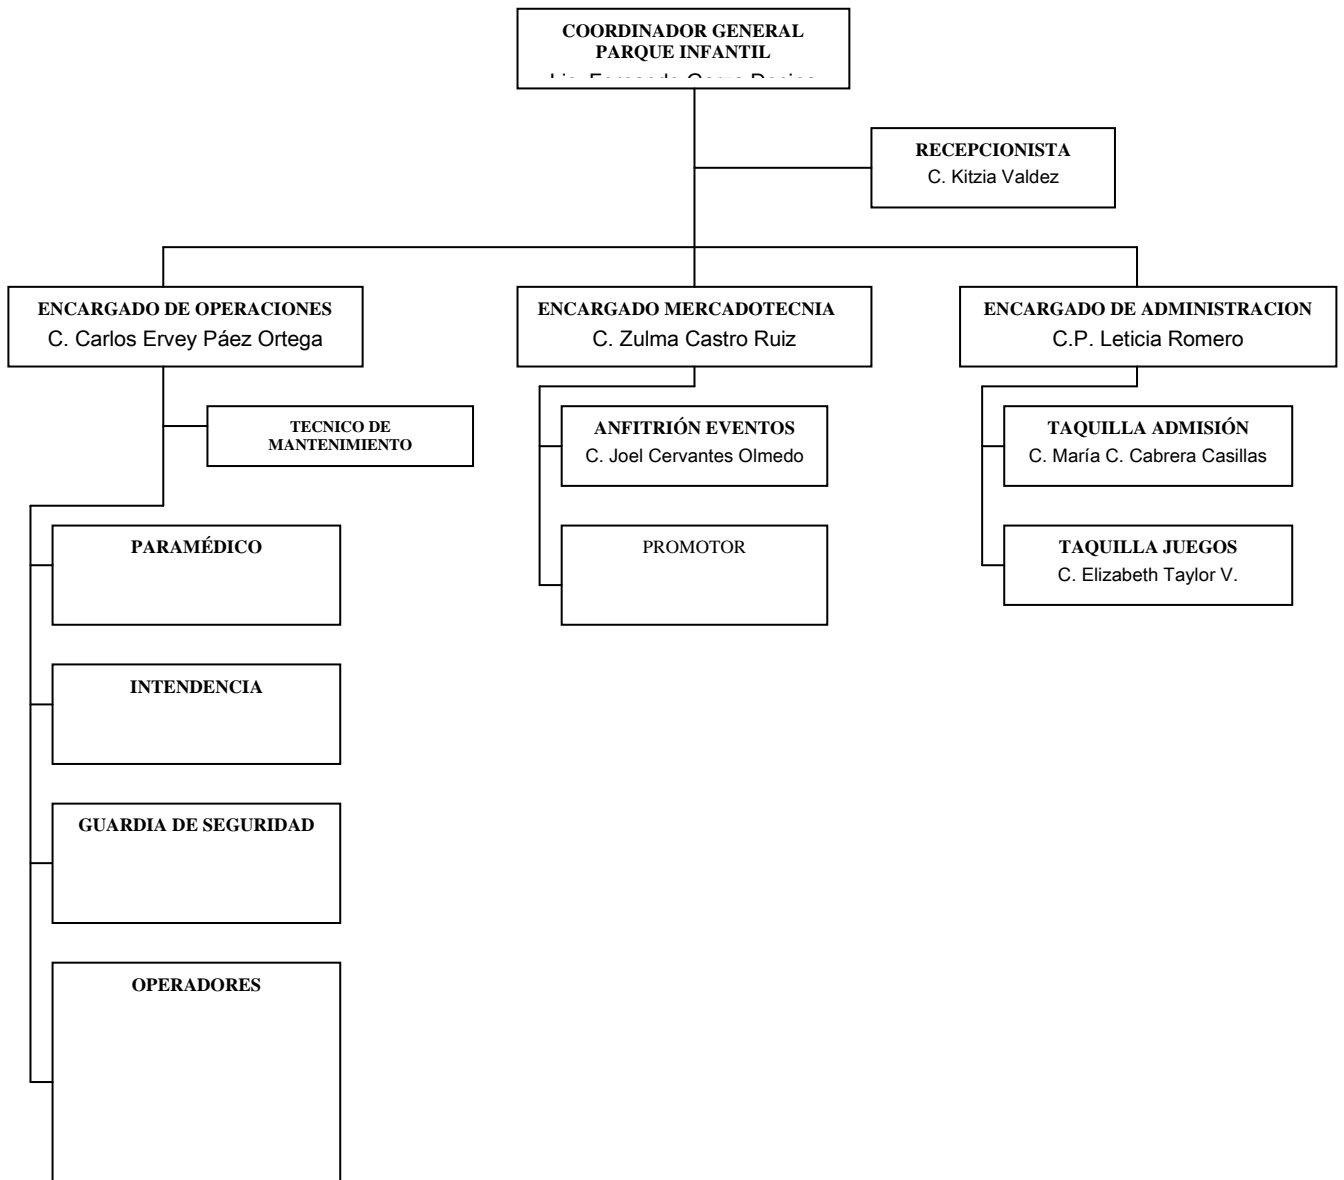 COORDINADOR GENERAL
PARQUE INFANTIL
RECEPCIONISTA
C. Kitzia Valdez
ENCARGADO DE OPERACIONES
C. Carlos Ervey Páez Ortega
ENCARGADO MERCADOTECNIA
C. Zulma Castro Ruiz
ENCARGADO DE ADMINISTRACION
C.P. Leticia Romero
TECNICO DE
MANTENIMIENTO
ANFITRIÓN EVENTOS
C. Joel Cervantes Olmedo
TAQUILLA ADMISIÓN
C. María C. Cabrera Casillas
PARAMÉDICO
PROMOTOR
TAQUILLA JUEGOS
C. Elizabeth Taylor V.
INTENDENCIA
GUARDIA DE SEGURIDAD
OPERADORES